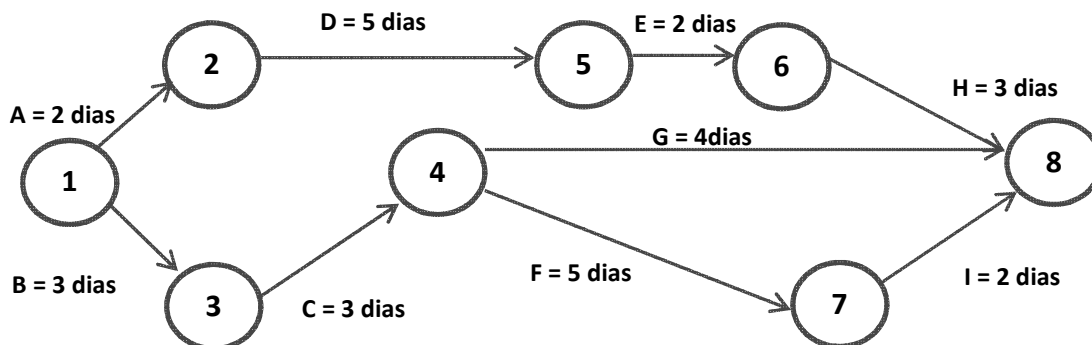 D = 5 dias
E = 2 dias
2
5
6
A = 2 dias
H = 3 dias
G = 4dias
1
4
8
B = 3 dias
F = 5 dias
I = 2 dias
3
C = 3 dias
7